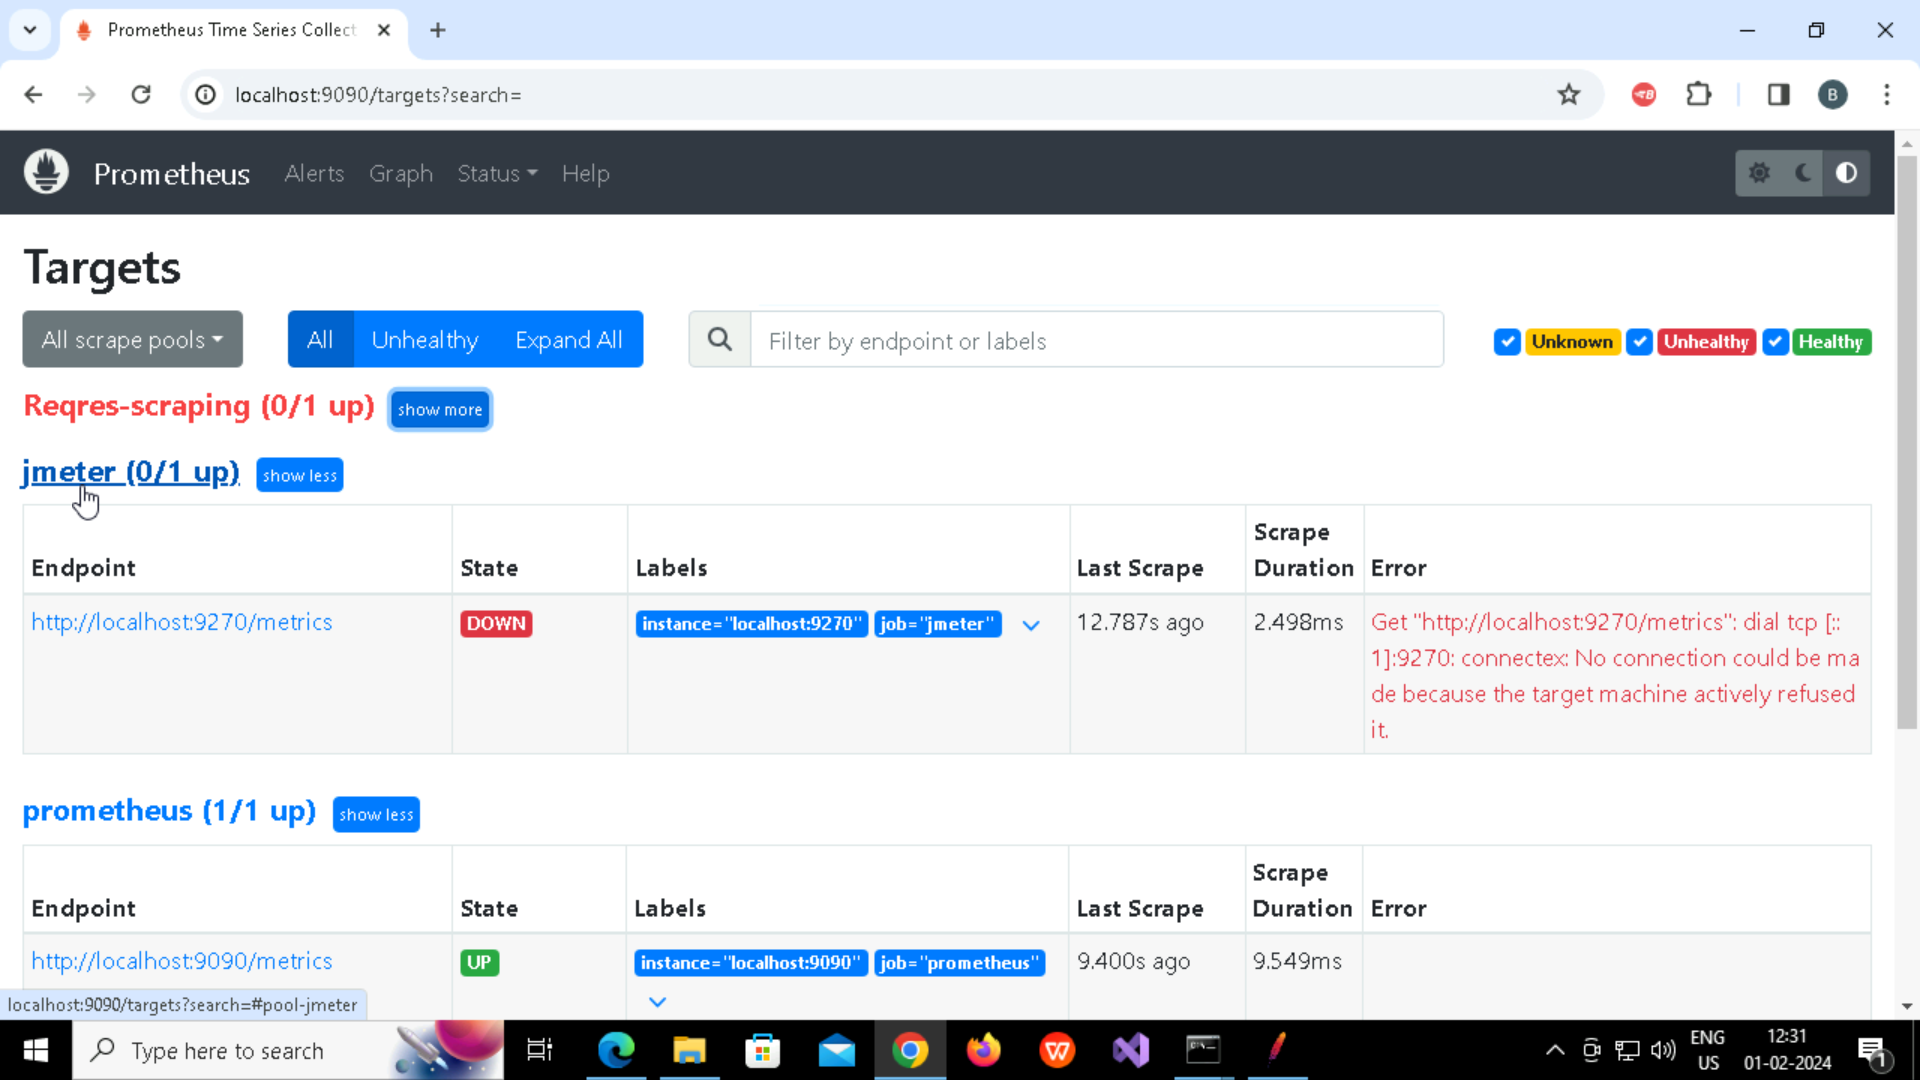 Prometheus Time Series Collect
localhost:9090/targets?search=
B
Prometheus Alerts Graph Status Help
Targets
All scrape pools All Unhealthy Expand All Filter by endpoint or labels Unknown Unhealthy Healthy
Reqres-scraping (0/1 up) show more
jmeter (0/1 up) show less
Endpoint State Labels Last Scrape Scrape Duration Error
http://localhost:9270/metrics DOWN instance="localhost:9270" job="jmeter" 12.787s ago 2.498ms Get "http://localhost:9270/metrics": dial tcp [::
1]:9270: connectex: No connection could be ma
de because the target machine actively refused
it.
prometheus (1/1 up) show less
Endpoint State Labels Last Scrape Scrape Duration Error
http://localhost:9090/metrics UP instance="localhost:9090" job="prometheus" 9.400s ago 9.549ms
localhost:9090/targets?search=#pool-jmeter
Type here to search
ENG
US
12:31
01-02-2024
1